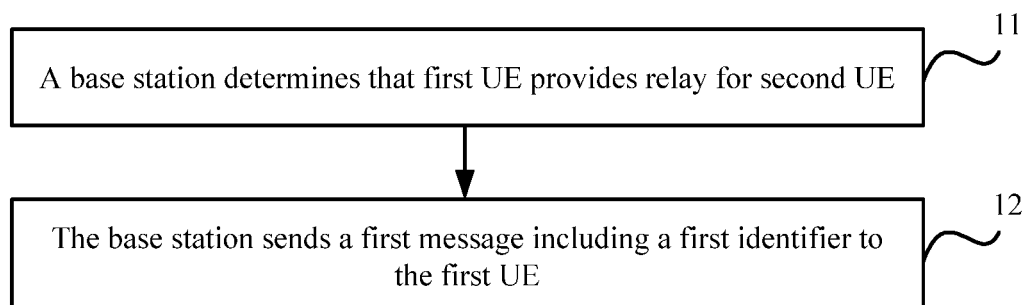 11
A base station determines that first UE provides relay for second UE
12
The base station sends a first message including a first identifier to
the first UE